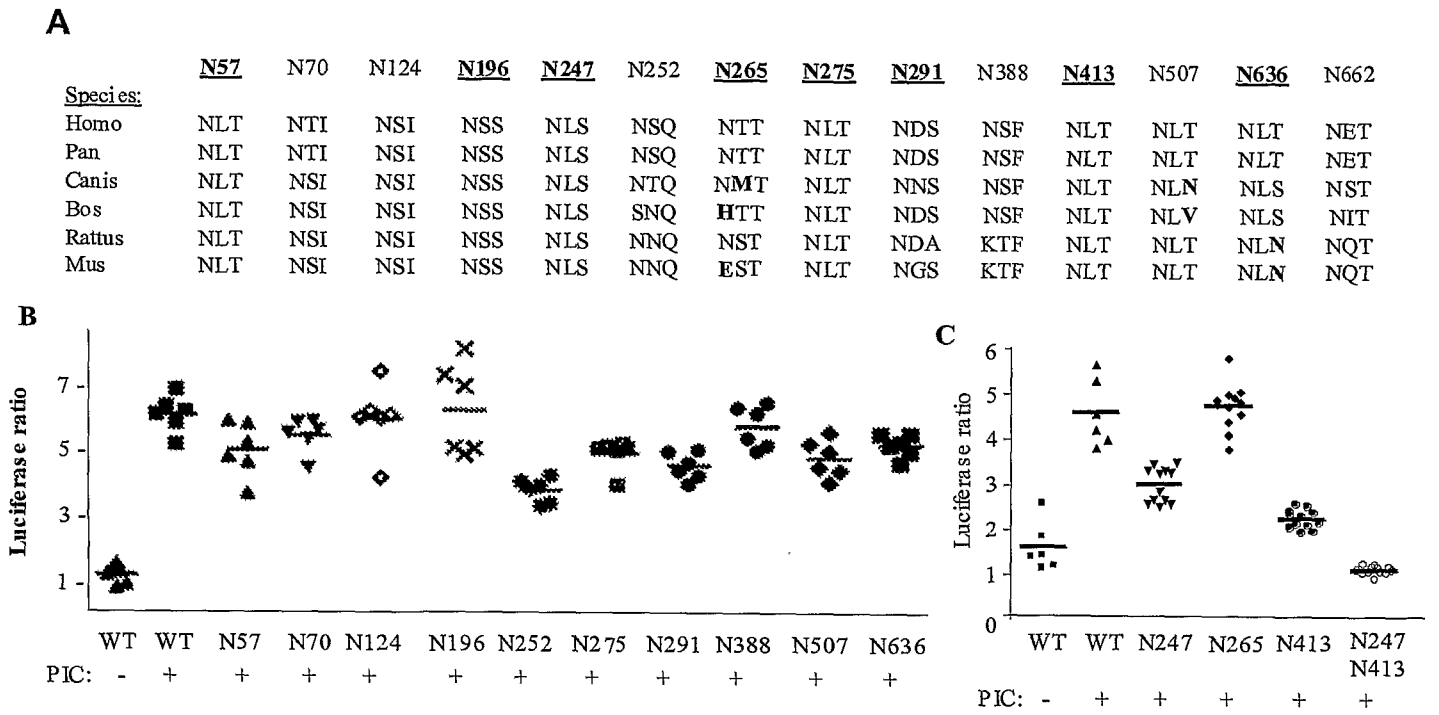 A
N57 N70 N124 N196 N247 N252 N265 N275 N291 N388 N413 N507 N636 N662
Species:
Homo NLT NTI NSI NSS NLS NSQ NTT NLT NDS NSF NLT NLT NLT NET
Pan NLT NTI NSI NSS NLS NSQ NTT NLT NDS NSF NLT NLT NLT NET
Canis NLT NSI NSI NSS NLS NTQ NMT NLT NNS NSF NLT NLN NLS NST
Bos NLT NSI NSI NSS NLS SNQ HTT NLT NDS NSF NLT NLV NLS NIT
Rattus NLT NSI NSI NSS NLS NNQ NST NLT NDA KTF NLT NLT NLN NQT
Mus NLT NSI NSI NSS NLS NNQ EST NLT NGS KTF NLT NLT NLN NQT
B
Luciferase ratio
7
5
3
1
WT WT N57 N70 N124 N196 N252 N275 N291 N388 N507 N636
PIC: - + + + + + + + + + + +
C
Luciferase ratio
6
5
4
3
2
1
0
WT WT N247 N265 N413 N247
N413
PIC: - + + + + +